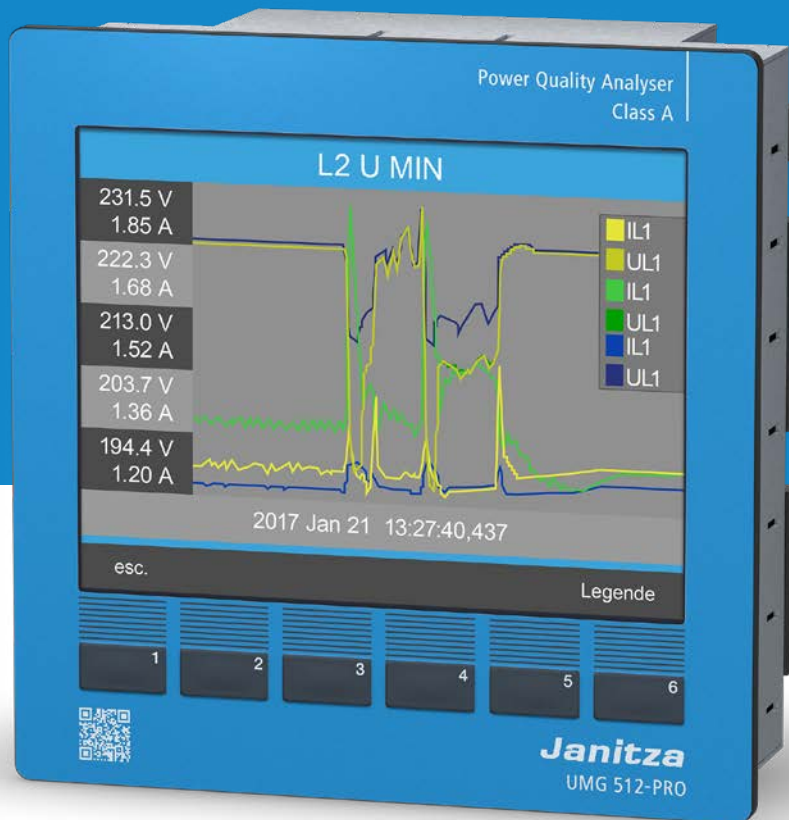 Power Quality Analyser
Class A
L2 U MIN
231.5 V
1.85 A
222.3 V
1.68 A
213.0 V
1.52 A
203.7 V
1.36 A
194.4 V
1.20 A
IL1
UL1
IL1
UL1
IL1
UL1
2017 Jan 21 13:27:40,437
esc.
Legende
1
2
3
4
5
6
Janitza
UMG 512-PRO